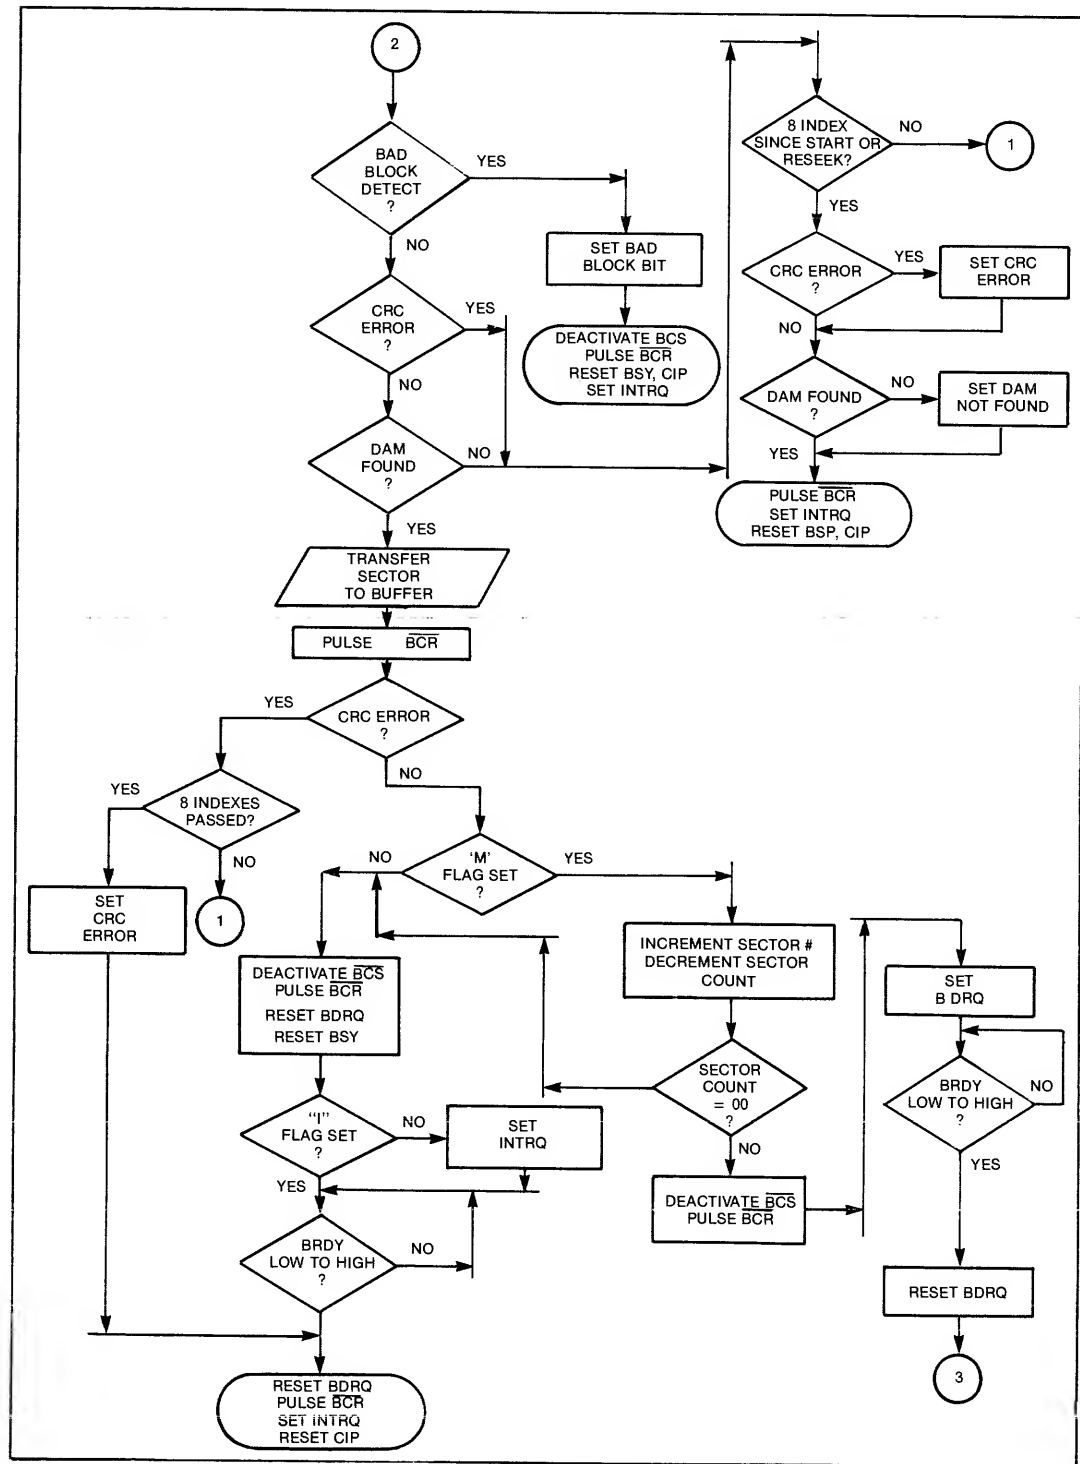 2
BAD
BLOCK
DETECT
?
YES
NO
SET BAD
BLOCK BIT
DEACTIVATE BCS
PULSE BCR
RESET BSY, CIP
SET INTRQ
CRC
ERROR
?
YES
NO
DAM
FOUND
?
NO
YES
TRANSFER
SECTOR
TO BUFFER
PULSE BCR
CRC ERROR
?
YES
NO
8 INDEXES
PASSED?
YES
NO
1
SET
CRC
ERROR
'M'
FLAG SET
?
NO
YES
DEACTIVATE BCS
PULSE BCR
RESET BDRQ
RESET BSY
"I"
FLAG SET
?
NO
YES
SET
INTRQ
BRDY
LOW TO HIGH
?
NO
RESET BDRQ
PULSE BCR
SET INTRQ
RESET CIP
INCREMENT SECTOR #
DECREMENT SECTOR
COUNT
SECTOR
COUNT
= 00
?
NO
DEACTIVATE BCS
PULSE BCR
SET
B DRQ
BRDY
LOW TO HIGH
?
NO
YES
RESET BDRQ
3
8 INDEX
SINCE START OR
RESEEK?
NO
1
YES
CRC ERROR
?
YES
SET CRC
ERROR
NO
DAM FOUND
?
NO
SET DAM
NOT FOUND
YES
PULSE BCR
SET INTRQ
RESET BSP, CIP